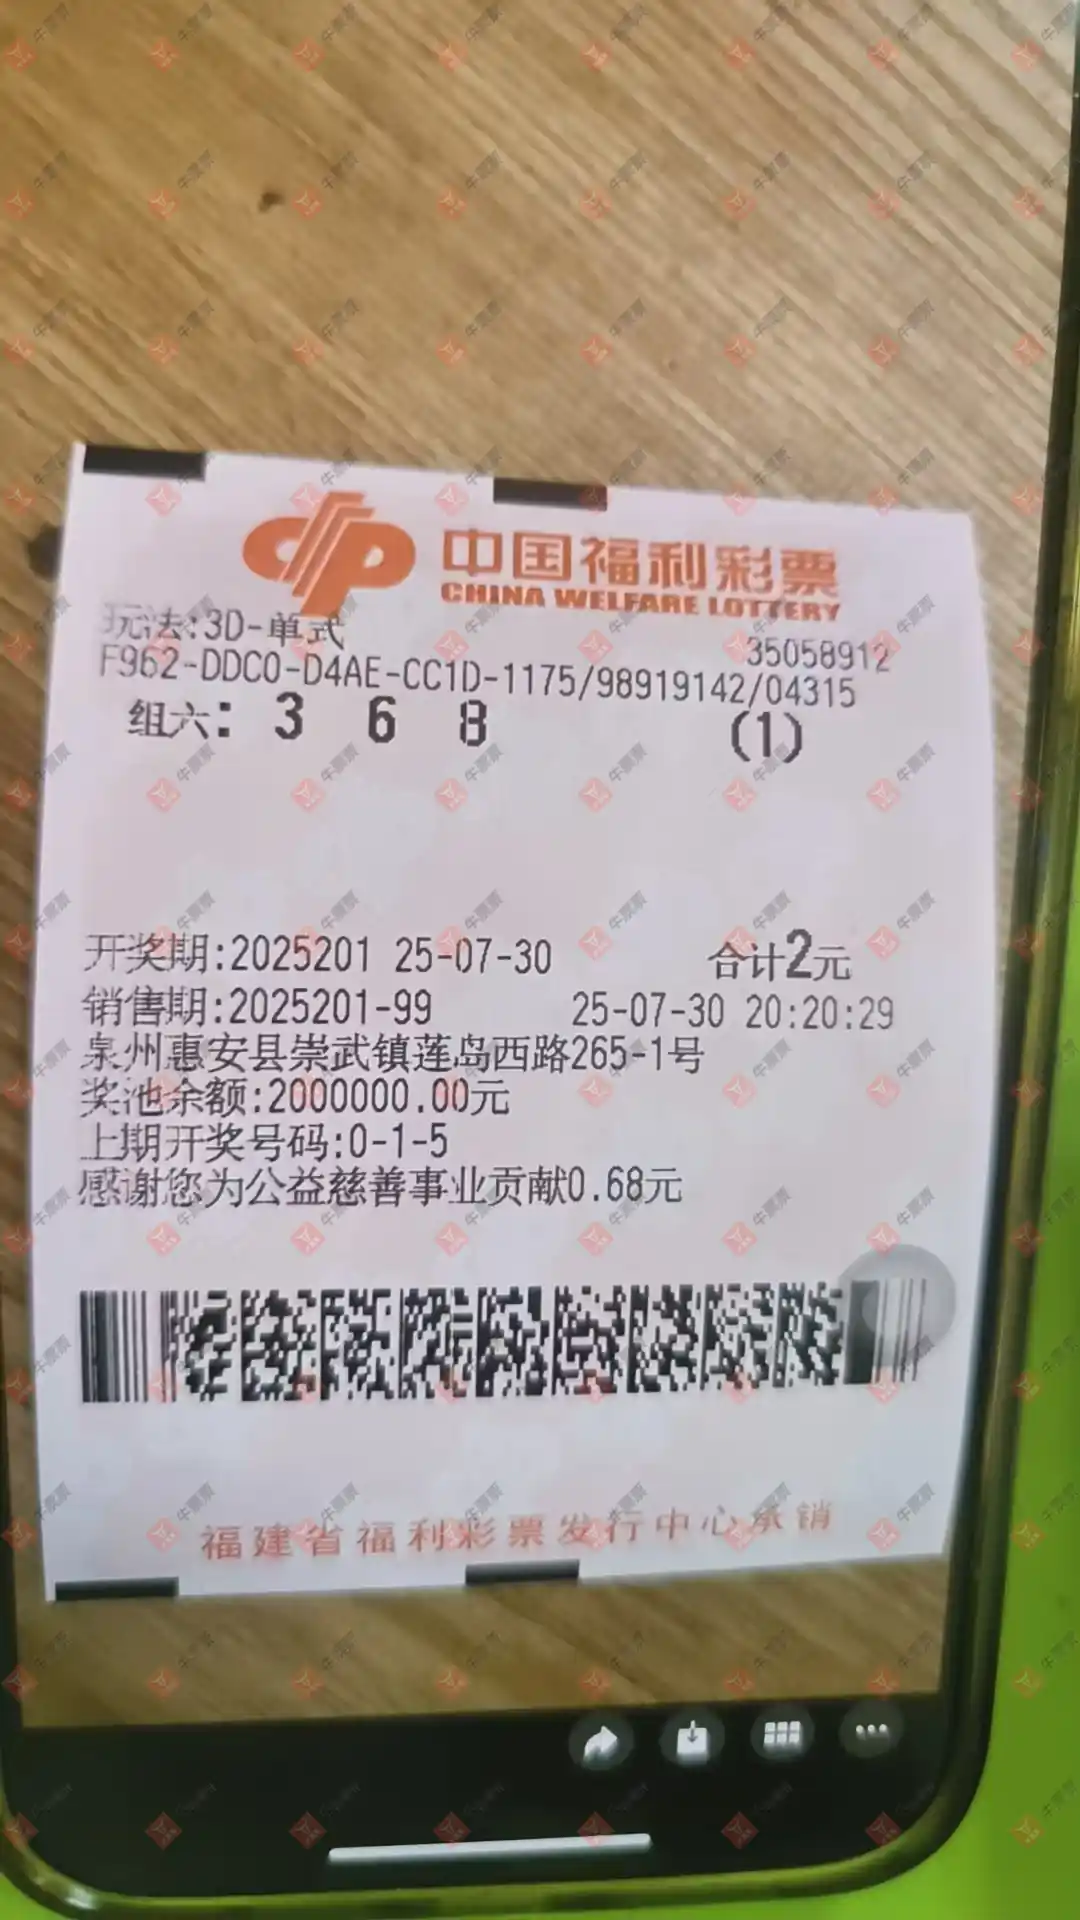 中国福利彩票
CHINA WELFARE LOTTERY
玩法:3D-单式
35058912
F962-DDC0-D4AE-CC1D-1175/98919142/04315
组六: 3 6 8 (1)
开奖期:2025201 25-07-30 合计2元
销售期:2025201-99 25-07-30 20:20:29
泉州惠安县崇武镇莲岛西路265-1号
奖池余额:2000000.00元
上期开奖号码:0-1-5
感谢您为公益慈善事业贡献0.68元
福建省福利彩票发行中心承销
牛票票